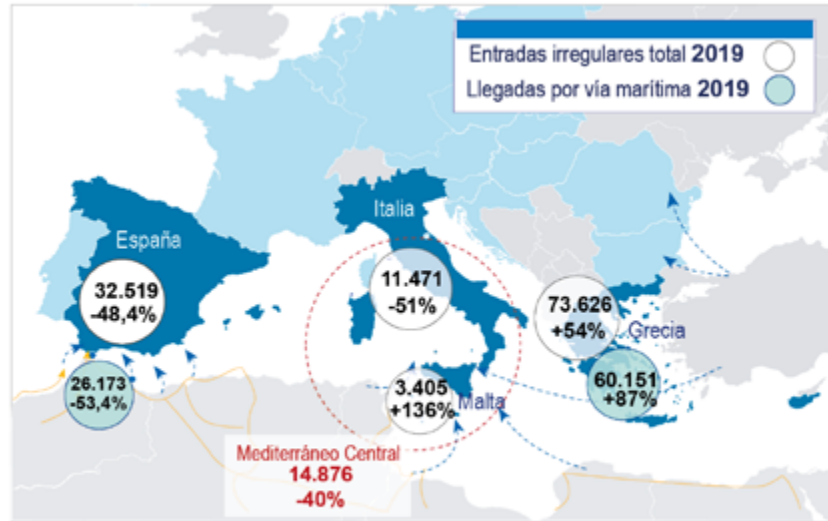 Entradas irregulares total 2019
Llegadas por vía marítima 2019
Italia
España
32.519
-48,4%
11.471
-51%
73.626
+54%
Grecia
26.173
-53,4%
3.405
+136%
Malta
60.151
+87%
Mediterráneo Central
14.876
-40%